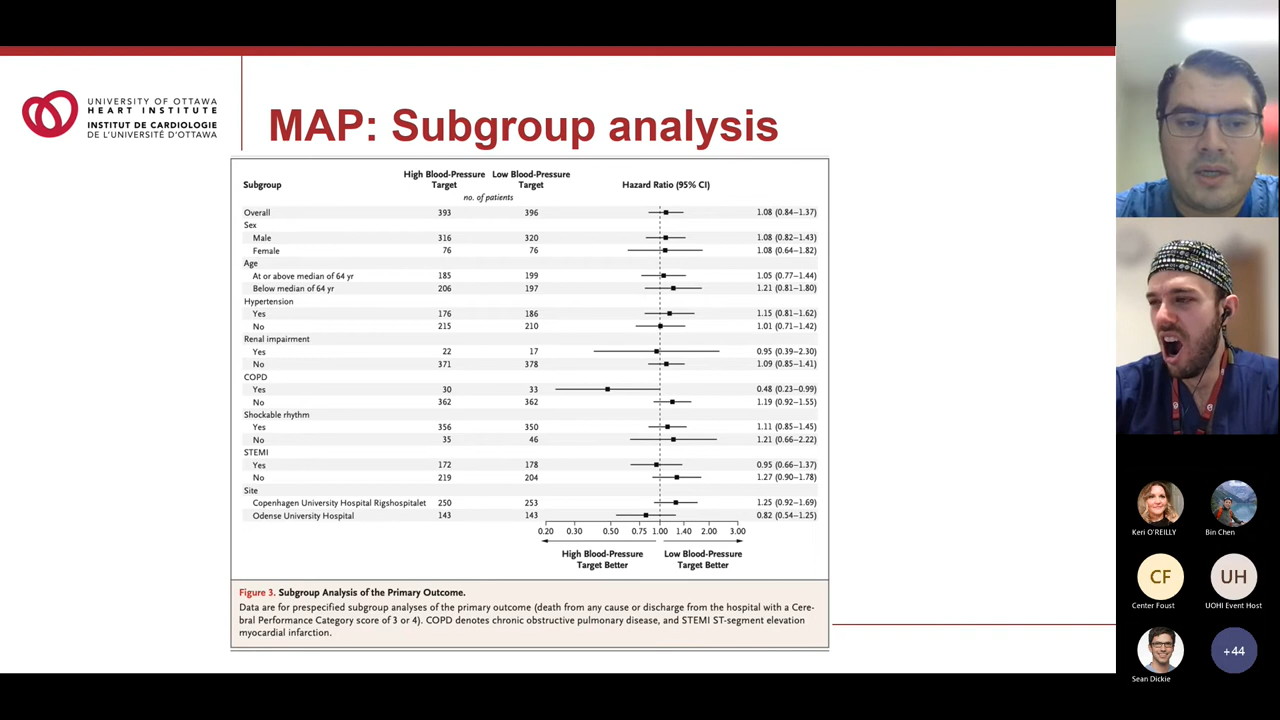 UNIVERSITY OF OTTAWA
HEART INSTITUTE
INSTITUT DE CARDIOLOGIE
DE L'UNIVERSITÉ D'OTTAWA
MAP: Subgroup analysis
Subgroup High Blood-Pressure Target Low Blood-Pressure Target Hazard Ratio (95% CI)
no. of patients
Overall 393 396 1.08 (0.84–1.37)
Sex
Male 316 320 1.08 (0.82–1.43)
Female 76 76 1.08 (0.64–1.82)
Age
At or above median of 64 yr 185 199 1.05 (0.77–1.44)
Below median of 64 yr 206 197 1.21 (0.81–1.80)
Hypertension
Yes 176 186 1.15 (0.81–1.62)
No 215 210 1.01 (0.71–1.42)
Renal impairment
Yes 22 17 0.95 (0.39–2.30)
No 371 378 1.09 (0.85–1.41)
COPD
Yes 30 33 0.48 (0.23–0.99)
No 362 362 1.19 (0.92–1.55)
Shockable rhythm
Yes 356 350 1.11 (0.85–1.45)
No 35 46 1.21 (0.66–2.22)
STEMI
Yes 172 178 0.95 (0.66–1.37)
No 219 204 1.27 (0.90–1.78)
Site
Copenhagen University Hospital Rigshospitalet 250 253 1.25 (0.92–1.69)
Odense University Hospital 143 143 0.82 (0.54–1.25)
0.20 0.30 0.50 0.75 1.00 1.40 2.00 3.00
High Blood-Pressure Target Better Low Blood-Pressure Target Better
Figure 3. Subgroup Analysis of the Primary Outcome.
Data are for prespecified subgroup analyses of the primary outcome (death from any cause or discharge from the hospital with a Cere-
bral Performance Category score of 3 or 4). COPD denotes chronic obstructive pulmonary disease, and STEMI ST-segment elevation
myocardial infarction.
Keri O'REILLY
Bin Chen
CF
Center Foust
UH
UOHI Event Host
Sean Dickie
+44